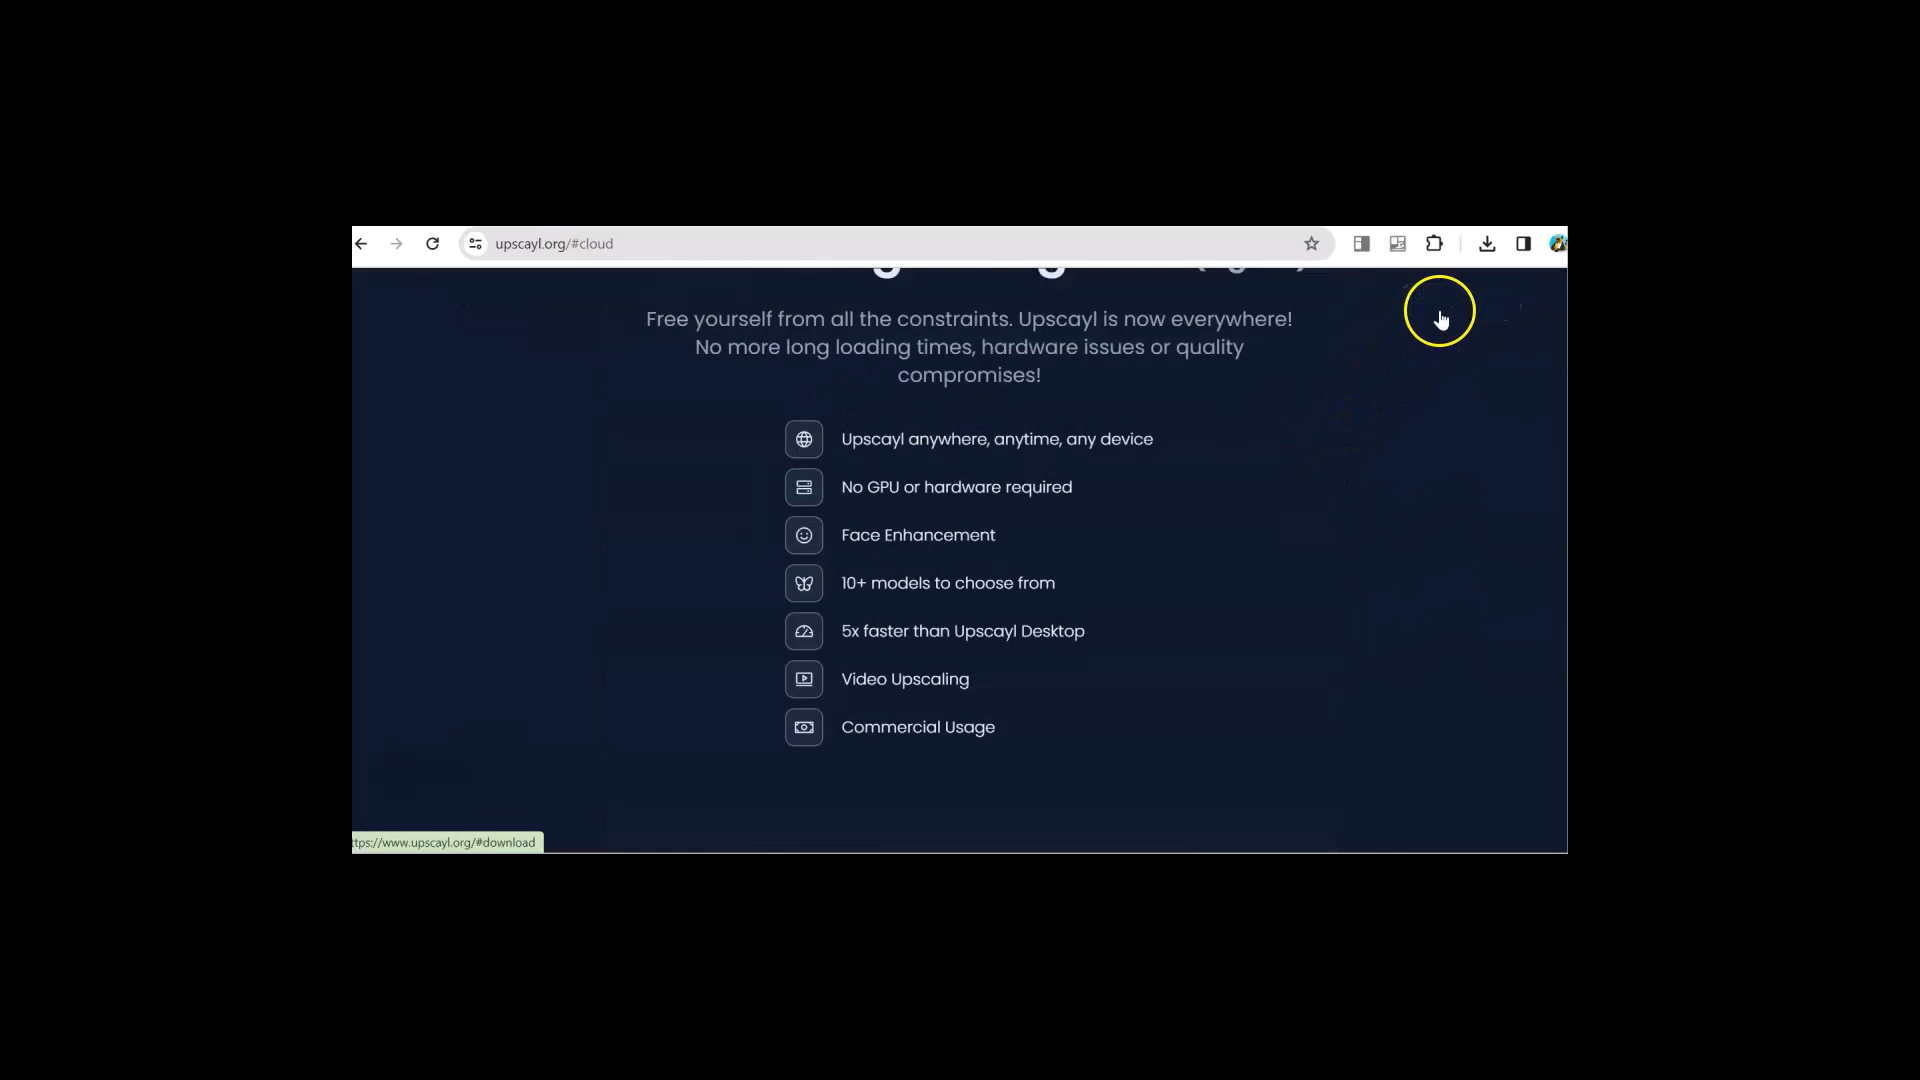 upscayl.org/#cloud
Free yourself from all the constraints. Upscayl is now everywhere!
No more long loading times, hardware issues or quality
compromises!
Upscayl anywhere, anytime, any device
No GPU or hardware required
Face Enhancement
10+ models to choose from
5x faster than Upscayl Desktop
Video Upscaling
Commercial Usage
ttps://www.upscayl.org/#download